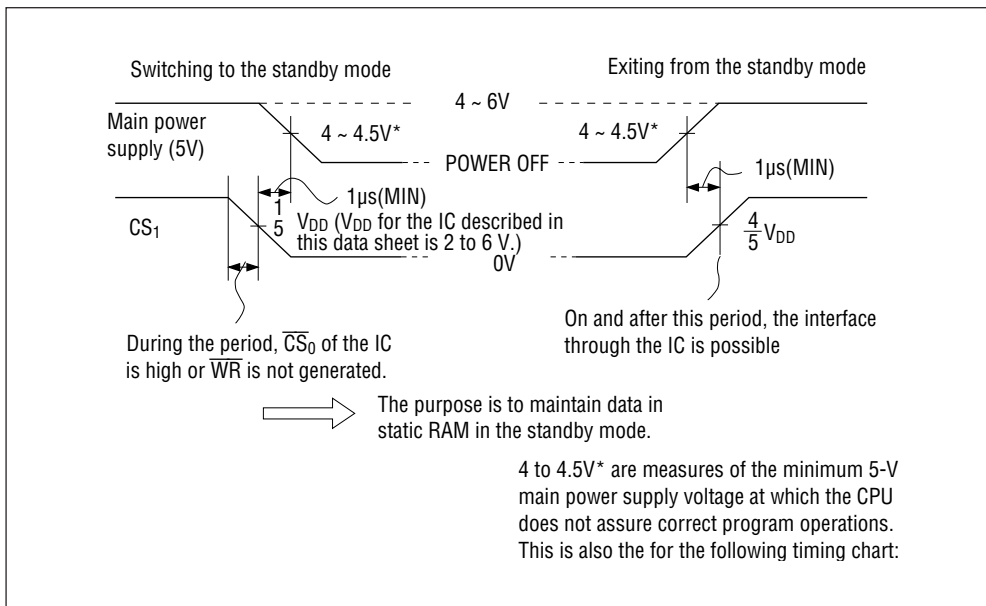 Switching to the standby mode
Exiting from the standby mode
4 ~ 6V
Main power
supply (5V)
4 ~ 4.5V*
4 ~ 4.5V*
POWER OFF
1µs(MIN)
1µs(MIN)
CS1
1
5
VDD (VDD for the IC described in
this data sheet is 2 to 6 V.)
0V
4/5 VDD
During the period, C̅S̅0 of the IC
is high or W̅R̅ is not generated.
On and after this period, the interface
through the IC is possible
The purpose is to maintain data in
static RAM in the standby mode.
4 to 4.5V* are measures of the minimum 5-V
main power supply voltage at which the CPU
does not assure correct program operations.
This is also the for the following timing chart: